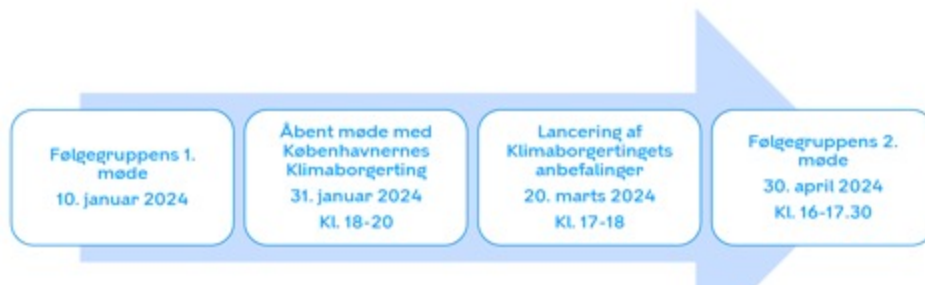 Følgegruppens 1.
møde
10. januar 2024
Åbent møde med
Københavnernes
Klimaborgerting
31. januar 2024
Kl. 18-20
Lancering af
Klimaborgertingets
anbefalinger
20. marts 2024
Kl. 17-18
Følgegruppens 2.
møde
30. april 2024
Kl. 16-17.30